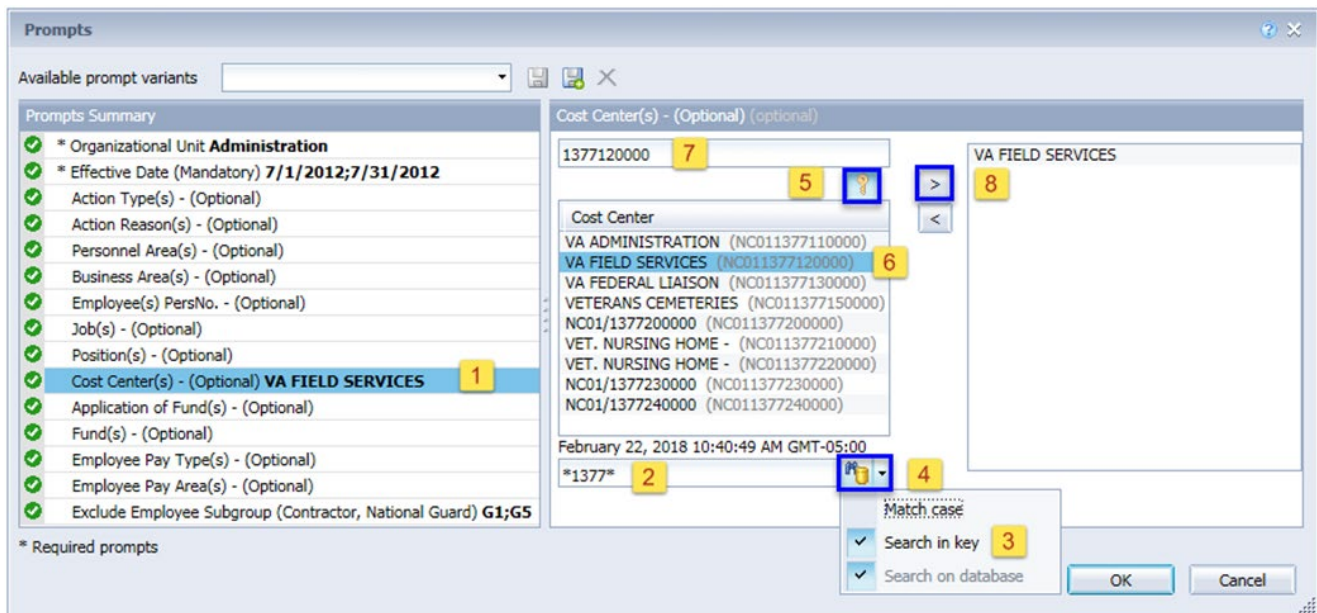 Prompts
Available prompt variants
Prompts Summary
* Organizational Unit Administration
* Effective Date (Mandatory) 7/1/2012;7/31/2012
Action Type(s) - (Optional)
Action Reason(s) - (Optional)
Personnel Area(s) - (Optional)
Business Area(s) - (Optional)
Employee(s) PersNo. - (Optional)
Job(s) - (Optional)
Position(s) - (Optional)
Cost Center(s) - (Optional) VA FIELD SERVICES 1
Application of Fund(s) - (Optional)
Fund(s) - (Optional)
Employee Pay Type(s) - (Optional)
Employee Pay Area(s) - (Optional)
Exclude Employee Subgroup (Contractor, National Guard) G1;G5
* Required prompts
Cost Center(s) - (Optional) (optional)
1377120000 7
5
Cost Center
VA ADMINISTRATION (NC011377110000)
VA FIELD SERVICES (NC011377120000) 6
VA FEDERAL LIAISON (NC011377130000)
VETERANS CEMETERIES (NC011377150000)
NC01/1377200000 (NC011377200000)
VET. NURSING HOME - (NC011377210000)
VET. NURSING HOME - (NC011377220000)
NC01/1377230000 (NC011377230000)
NC01/1377240000 (NC011377240000)
February 22, 2018 10:40:49 AM GMT-05:00
*1377* 2
4
Match case
Search in key 3
Search on database
>
<
VA FIELD SERVICES
8
OK
Cancel